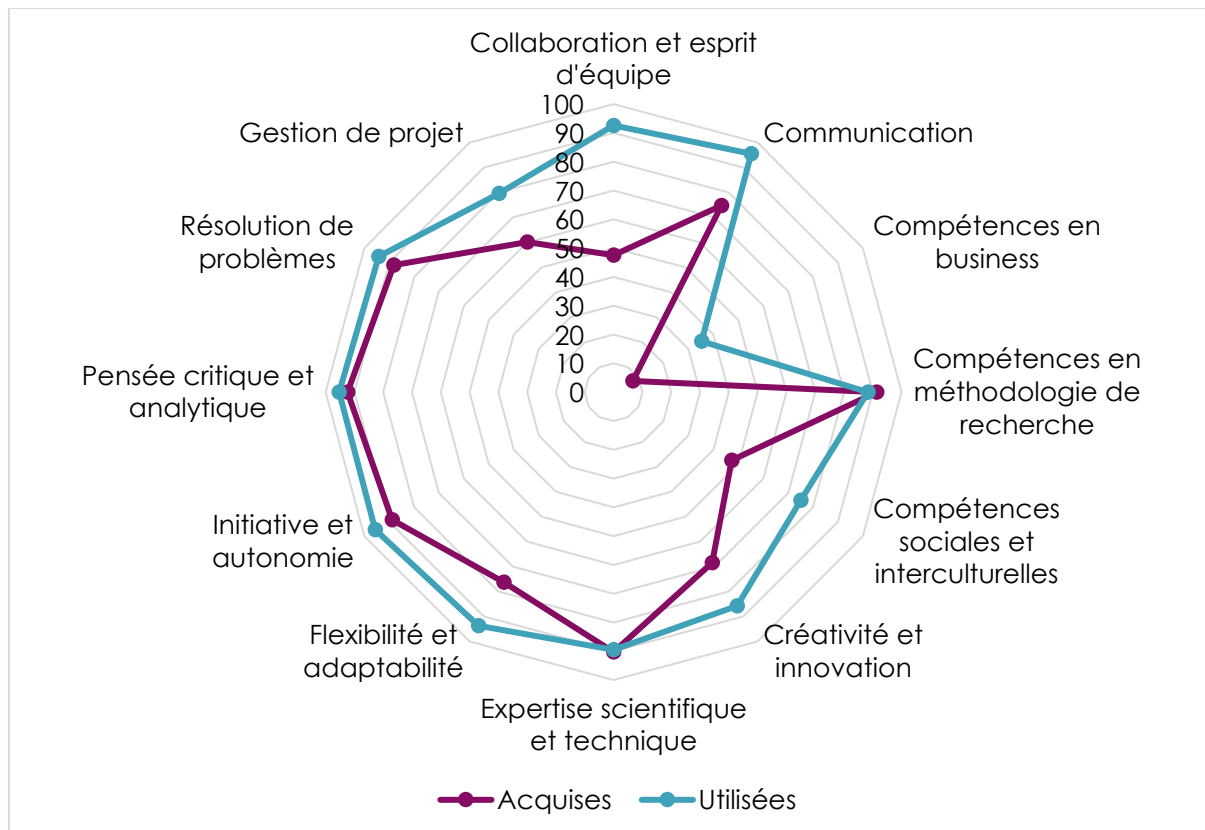 Collaboration et esprit
d'équipe
Communication
Compétences en
business
Compétences en
méthodologie de
recherche
Compétences
sociales et
interculturelles
Créativité et
innovation
Expertise scientifique
et technique
Flexibilité et
adaptabilité
Initiative et
autonomie
Pensée critique et
analytique
Résolution de
problèmes
Gestion de projet
100
90
80
70
60
50
40
30
20
10
0
Acquises
Utilisées